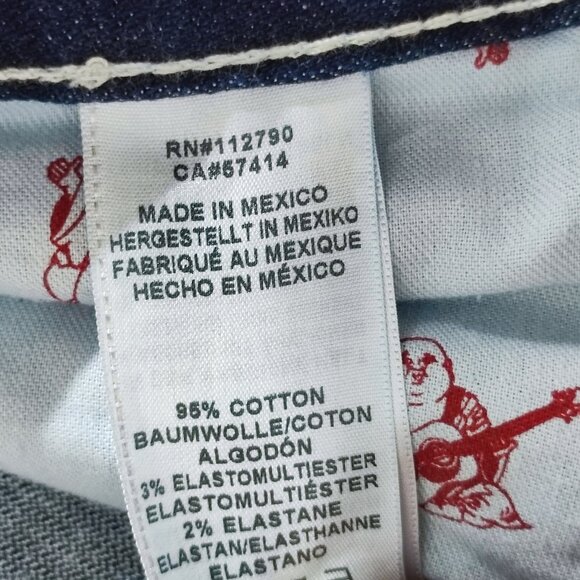 RN#112790
CA#57414
MADE IN MEXICO
HERGESTELLT IN MEXIKO
FABRIQUÉ AU MEXIQUE
HECHO EN MÉXICO
95% COTTON
BAUMWOLLE/COTON
ALGODÓN
3% ELASTOMULTIESTER
ELASTOMULTIÉSTER
2% ELASTANE
ELASTAN/ELASTHANNE
ELASTANO